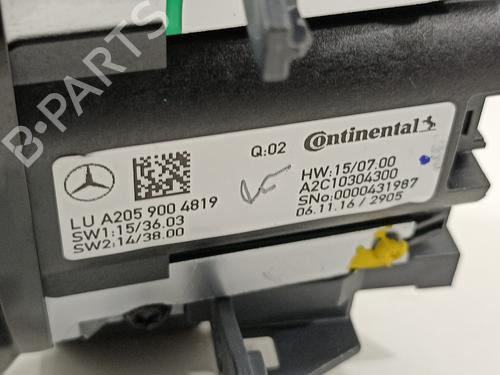 B-PARTS
Q:02
Continental
LU A205 900 4819
SW1:15/36.03
SW2:14/38.00
HW:15/07.00
A2C10304300
SNo:0000431987
06.11.16 / 2905